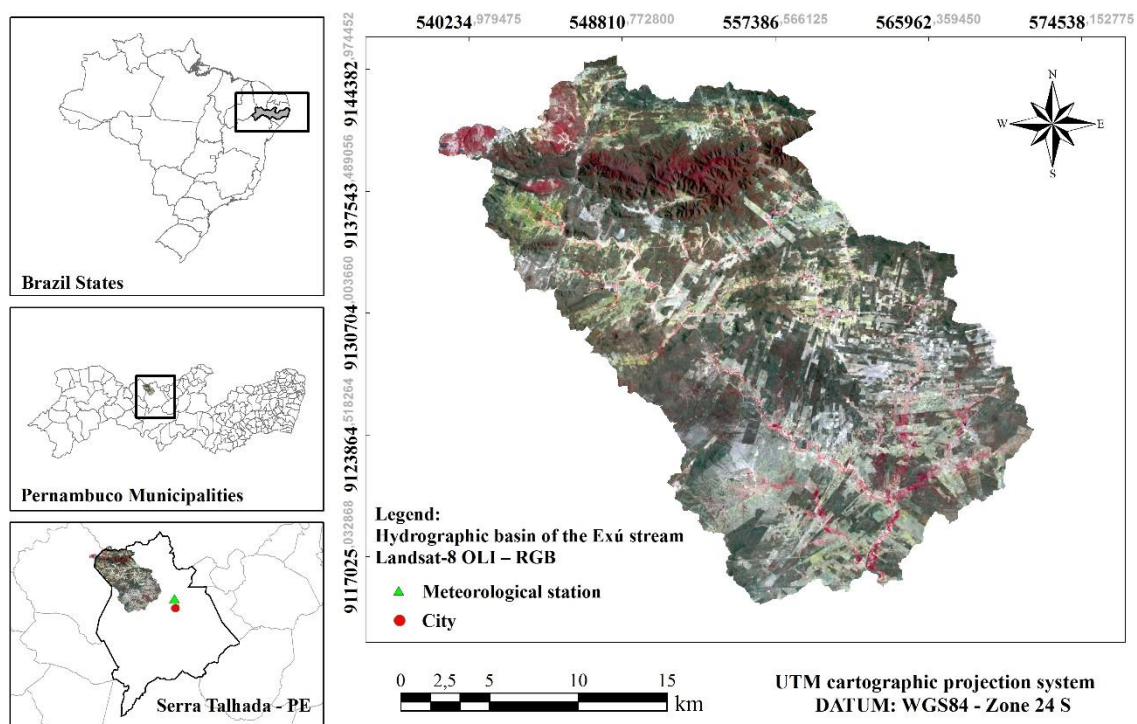 540234,979475 548810,772800 557386,566125 565962,359450 574538,152775
9144382,974452
9137543,489056
9130704,003660
9123864,518264
9117025,032868
N
W E
S
Brazil States
Pernambuco Municipalities
Serra Talhada - PE
Legend:
Hydrographic basin of the Exú stream
Landsat-8 OLI – RGB
Meteorological station
City
0 2,5 5 10 15
km
UTM cartographic projection system
DATUM: WGS84 - Zone 24 S